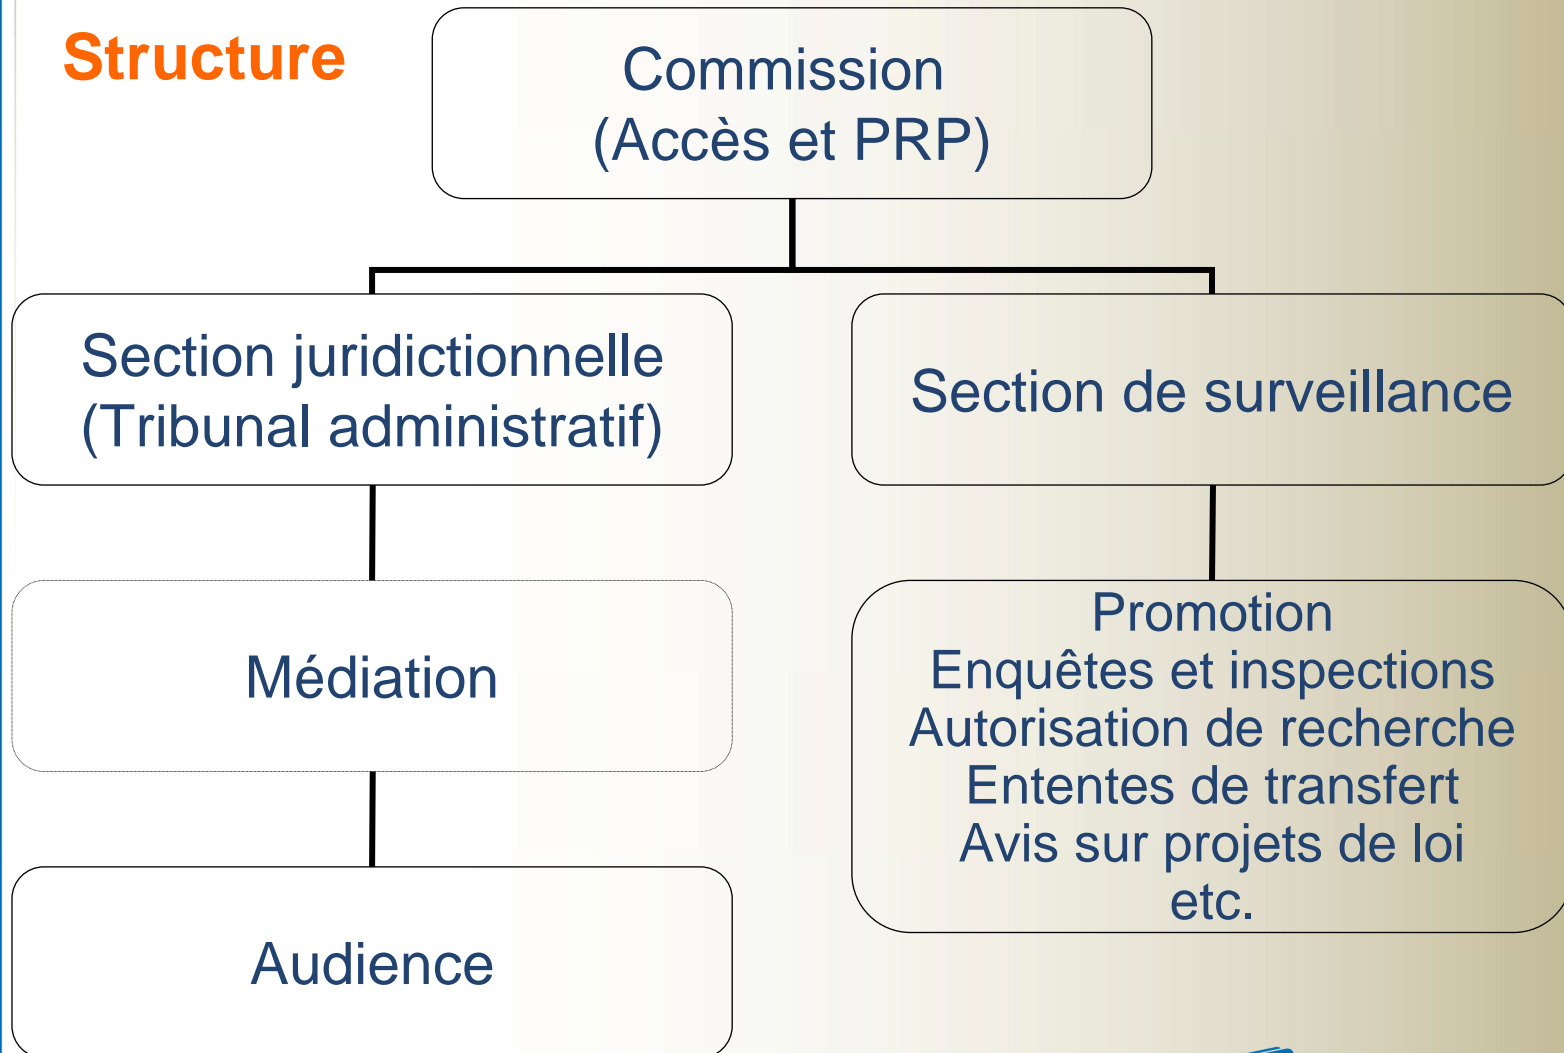 Structure
Commission
(Accès et PRP)
Section juridictionnelle
(Tribunal administratif)
Section de surveillance
Médiation
Promotion
Enquêtes et inspections
Autorisation de recherche
Ententes de transfert
Avis sur projets de loi
etc.
Audience